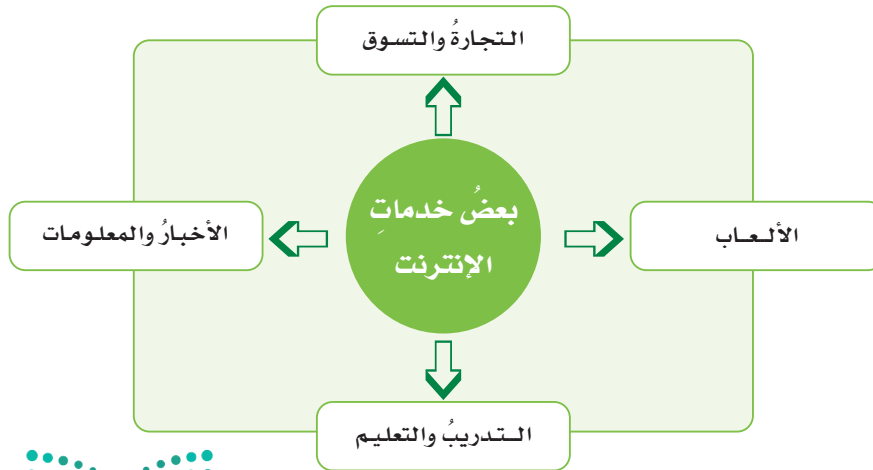 التجارةُ والتسوق
بعضُ خدماتِ
الإنترنت
الألعاب
الأخبارُ والمعلومات
التدريبُ والتعليم